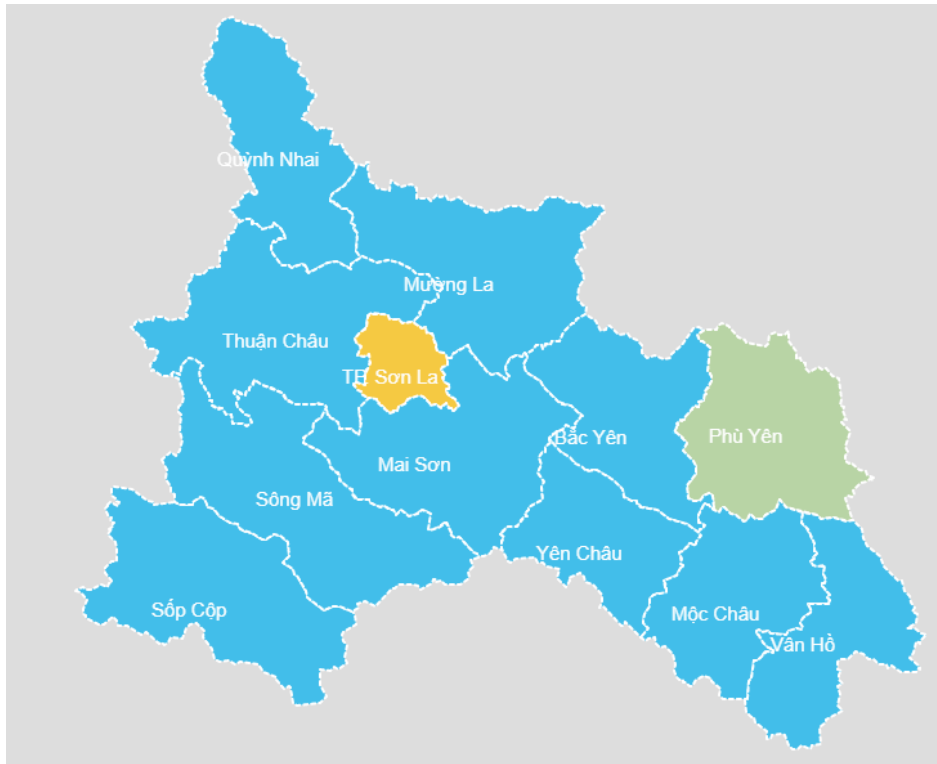 Quỳnh Nhai
Mường La
Thuận Châu
TP. Sơn La
Bắc Yên
Phù Yên
Mai Sơn
Sông Mã
Yên Châu
Sốp Cộp
Mộc Châu
Vân Hồ